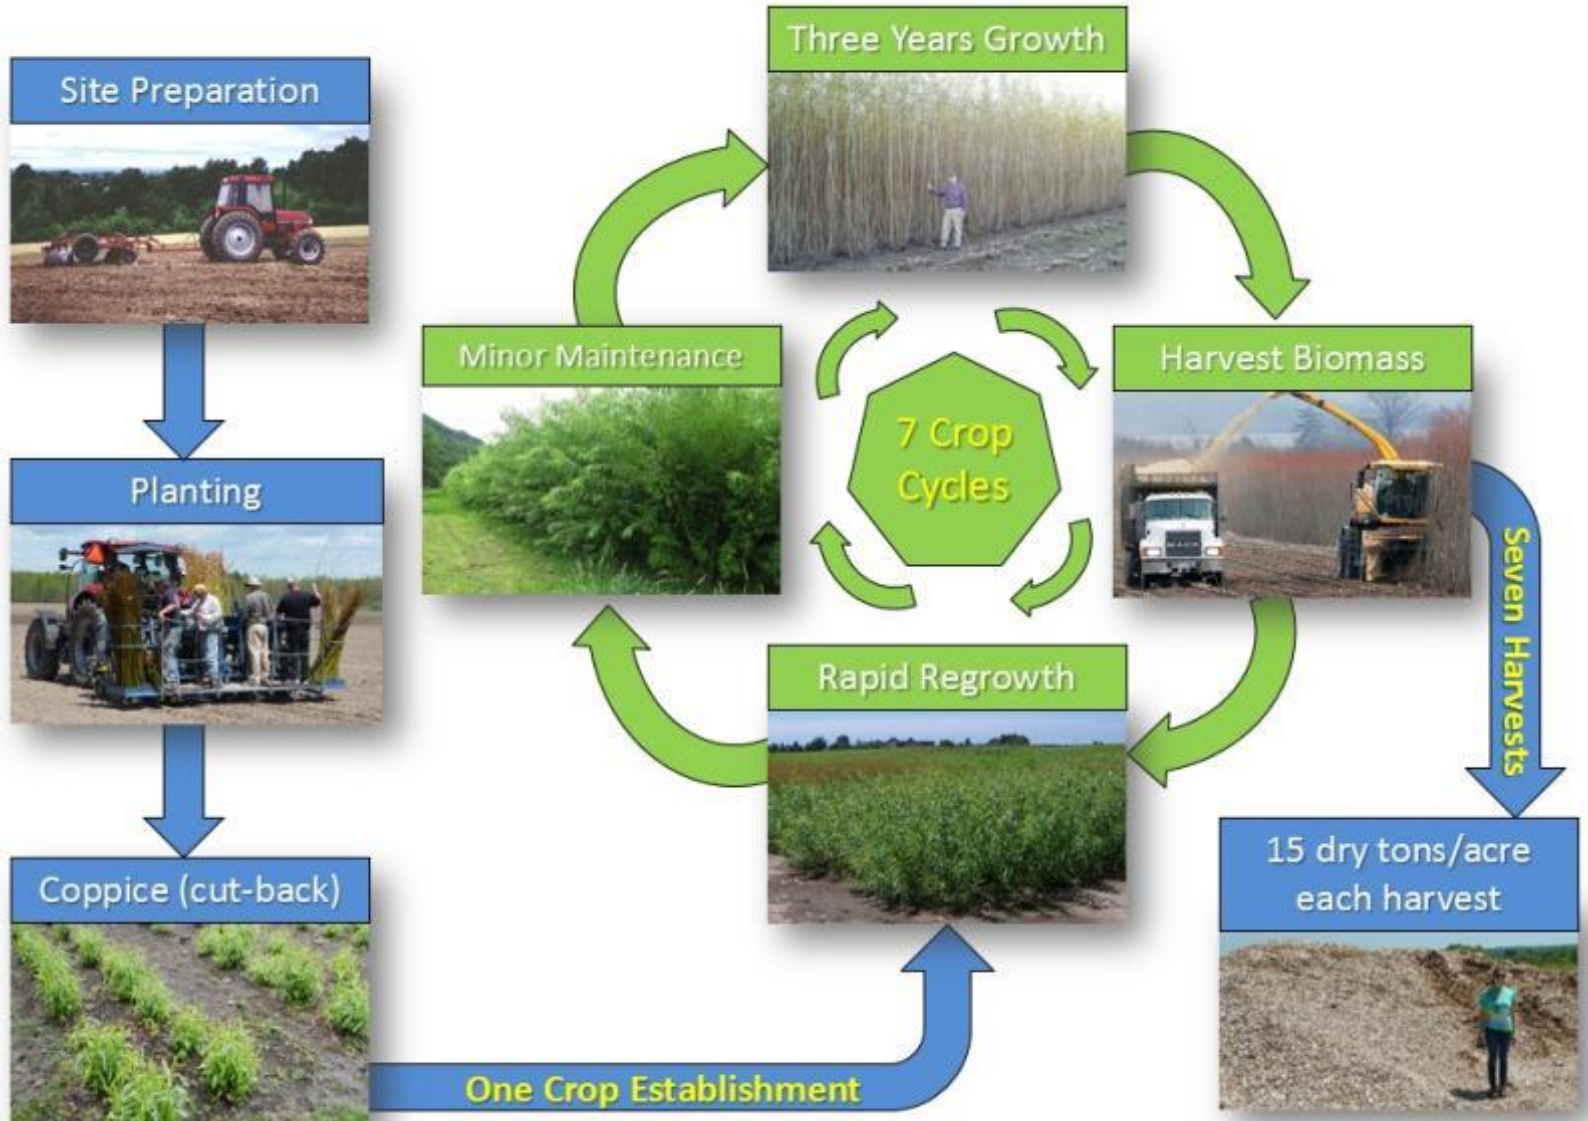 Site Preparation
Planting
Coppice (cut-back)
One Crop Establishment
Three Years Growth
Harvest Biomass
Rapid Regrowth
Minor Maintenance
7 Crop
Cycles
Seven Harvests
15 dry tons/acre
each harvest
MACK